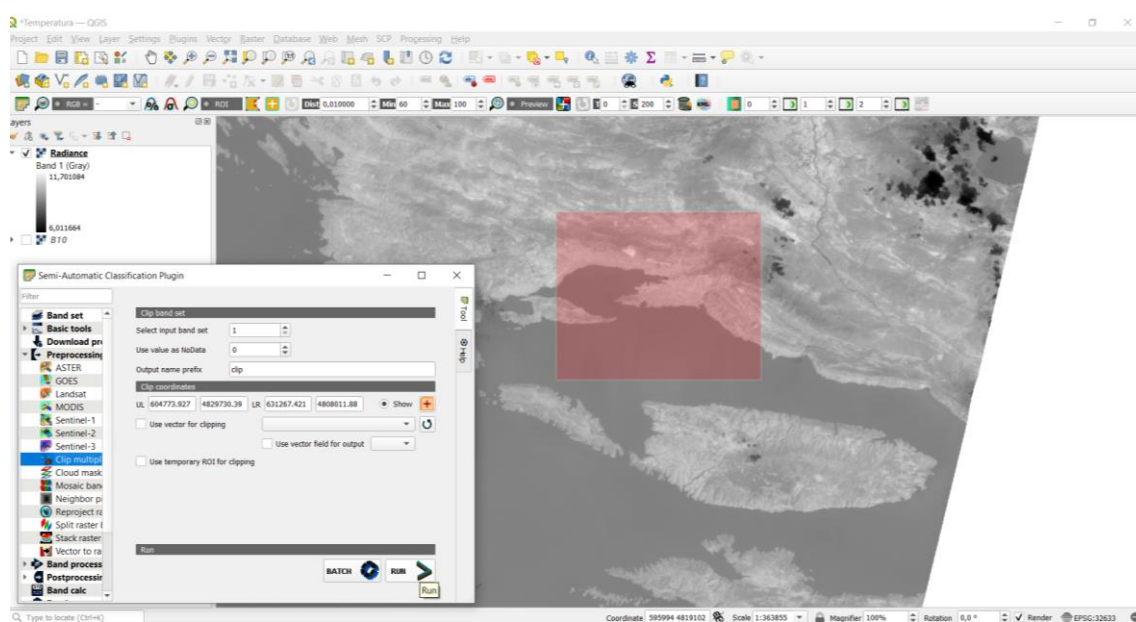 *Temperatura — QGIS
Project Edit View Layer Settings Plugins Vector Raster Database Web Mesh SCP Processing Help
RGB = - ROI Dist 0,010000 Min 60 Max 100 Preview T 0 S 200 0 1 2
ayers
Radiance
Band 1 (Gray)
11,701084
6,011664
B10
Semi-Automatic Classification Plugin
Filter
Band set
Basic tools
Download pro
Preprocessing
ASTER
GOES
Landsat
MODIS
Sentinel-1
Sentinel-2
Sentinel-3
Clip multipl
Cloud mask
Mosaic ban
Neighbor pi
Reproject ra
Split raster
Stack raster
Vector to ra
Band process
Postprocessin
Band calc
Clip band set
Select input band set 1
Use value as NoData 0
Output name prefix clip
Clip coordinates
UL 604773.927 4829730.39 LR 631267.421 4808011.88 Show +
Use vector for clipping
Use vector field for output
Use temporary ROI for clipping
Run
BATCH RUN
Run
Tool
Help
Type to locate (Ctrl+K) Coordinate 595994 4819102 Scale 1:363855 Magnifier 100% Rotation 0,0 ° Render EPSG:32633